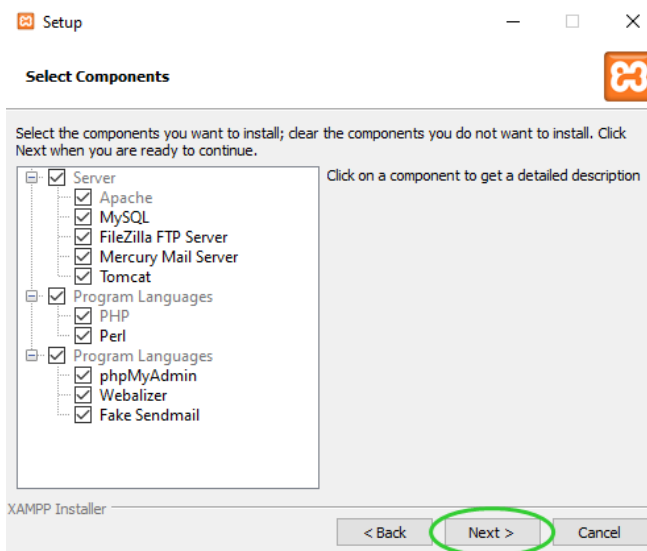 Setup
Select Components
Select the components you want to install; clear the components you do not want to install. Click
Next when you are ready to continue.
Server
Apache
MySQL
FileZilla FTP Server
Mercury Mail Server
Tomcat
Program Languages
PHP
Perl
Program Languages
phpMyAdmin
Webalizer
Fake Sendmail
Click on a component to get a detailed description
XAMPP Installer
< Back
Next >
Cancel